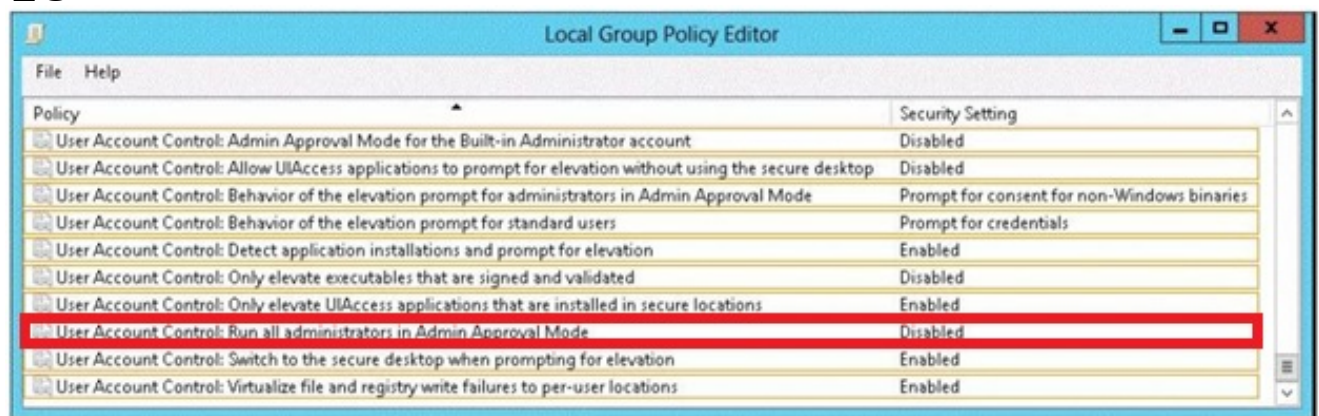 Local Group Policy Editor
File Help
Policy Security Setting
User Account Control: Admin Approval Mode for the Built-in Administrator account Disabled
User Account Control: Allow UIAccess applications to prompt for elevation without using the secure desktop Disabled
User Account Control: Behavior of the elevation prompt for administrators in Admin Approval Mode Prompt for consent for non-Windows binaries
User Account Control: Behavior of the elevation prompt for standard users Prompt for credentials
User Account Control: Detect application installations and prompt for elevation Enabled
User Account Control: Only elevate executables that are signed and validated Disabled
User Account Control: Only elevate UIAccess applications that are installed in secure locations Enabled
User Account Control: Run all administrators in Admin Approval Mode Disabled
User Account Control: Switch to the secure desktop when prompting for elevation Enabled
User Account Control: Virtualize file and registry write failures to per-user locations Enabled